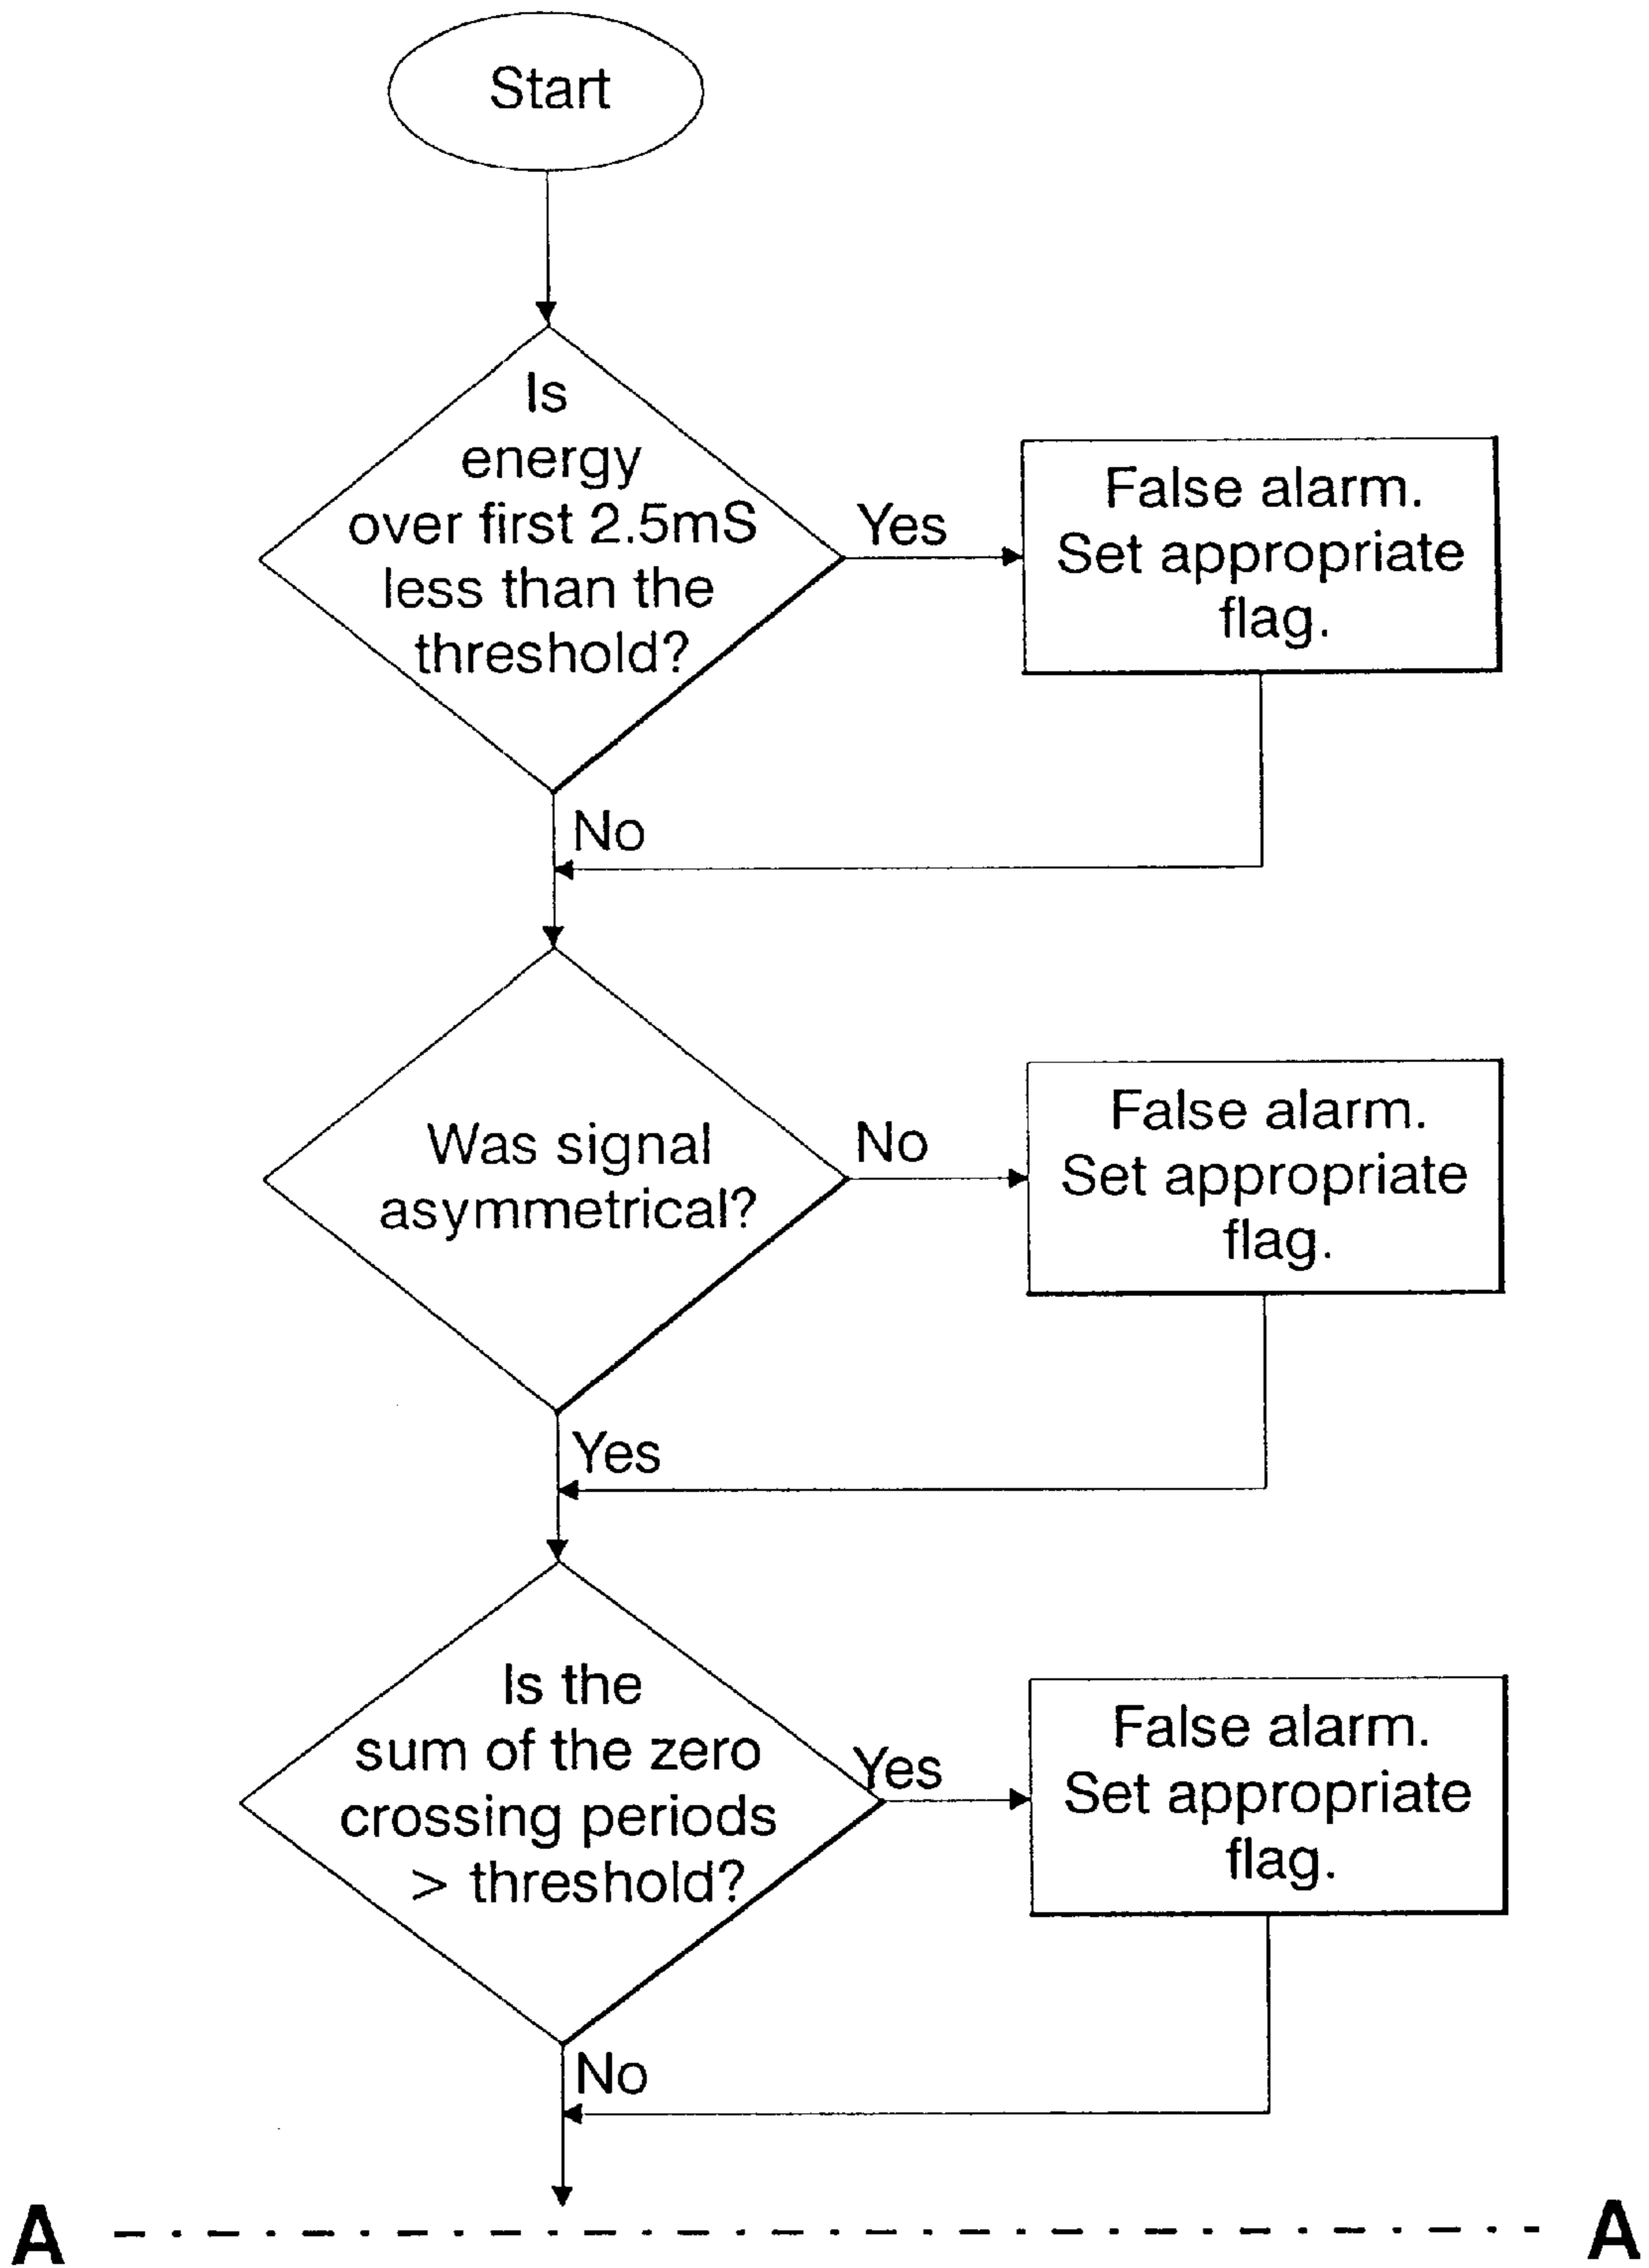 Start
Is
energy
over first 2.5mS
less than the
threshold?
Yes
False alarm.
Set appropriate
flag.
No
Was signal
asymmetrical?
No
False alarm.
Set appropriate
flag.
Yes
Is the
sum of the zero
crossing periods
> threshold?
Yes
False alarm.
Set appropriate
flag.
No
A A